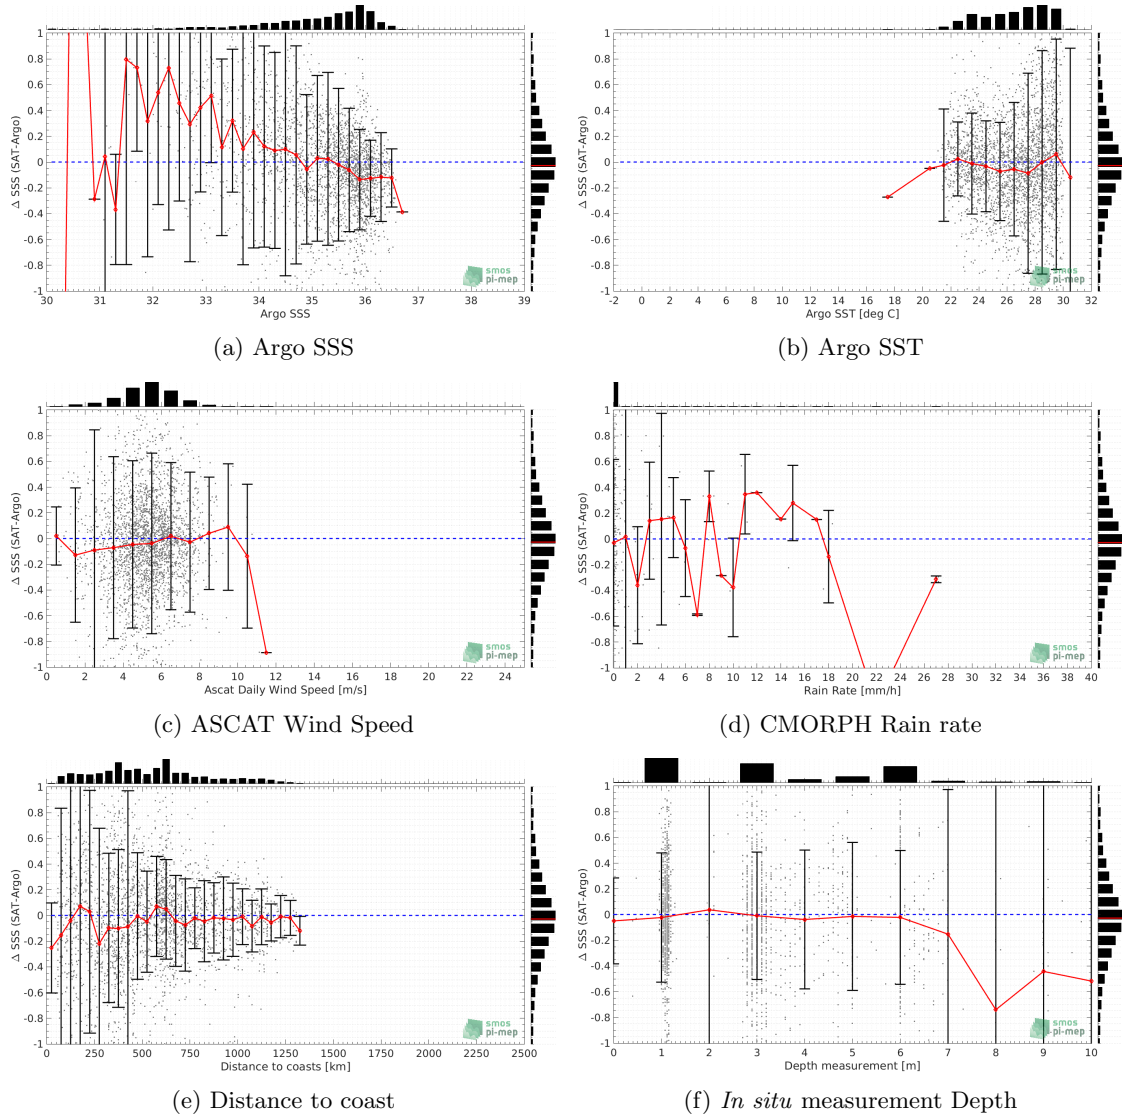 1
0.8
0.6
0.4
0.2
0
-0.2
-0.4
-0.6
-0.8
-1
Δ SSS (SAT-Argo)
30 31 32 33 34 35 36 37 38 39
Argo SSS
smos
pi-mep
(a) Argo SSS
1
0.8
0.6
0.4
0.2
0
-0.2
-0.4
-0.6
-0.8
-1
Δ SSS (SAT-Argo)
-2 0 2 4 6 8 10 12 14 16 18 20 22 24 26 28 30 32
Argo SST [deg C]
smos
pi-mep
(b) Argo SST
1
0.8
0.6
0.4
0.2
0
-0.2
-0.4
-0.6
-0.8
-1
Δ SSS (SAT-Argo)
0 2 4 6 8 10 12 14 16 18 20 22 24
Ascat Daily Wind Speed [m/s]
smos
pi-mep
(c) ASCAT Wind Speed
1
0.8
0.6
0.4
0.2
0
-0.2
-0.4
-0.6
-0.8
-1
Δ SSS (SAT-Argo)
0 2 4 6 8 10 12 14 16 18 20 22 24 26 28 30 32 34 36 38 40
Rain Rate [mm/h]
smos
pi-mep
(d) CMORPH Rain rate
1
0.8
0.6
0.4
0.2
0
-0.2
-0.4
-0.6
-0.8
-1
Δ SSS (SAT-Argo)
0 250 500 750 1000 1250 1500 1750 2000 2250 2500
Distance to coasts [km]
smos
pi-mep
(e) Distance to coast
1
0.8
0.6
0.4
0.2
0
-0.2
-0.4
-0.6
-0.8
-1
Δ SSS (SAT-Argo)
0 1 2 3 4 5 6 7 8 9 10
Depth measurement [m]
smos
pi-mep
(f) In situ measurement Depth